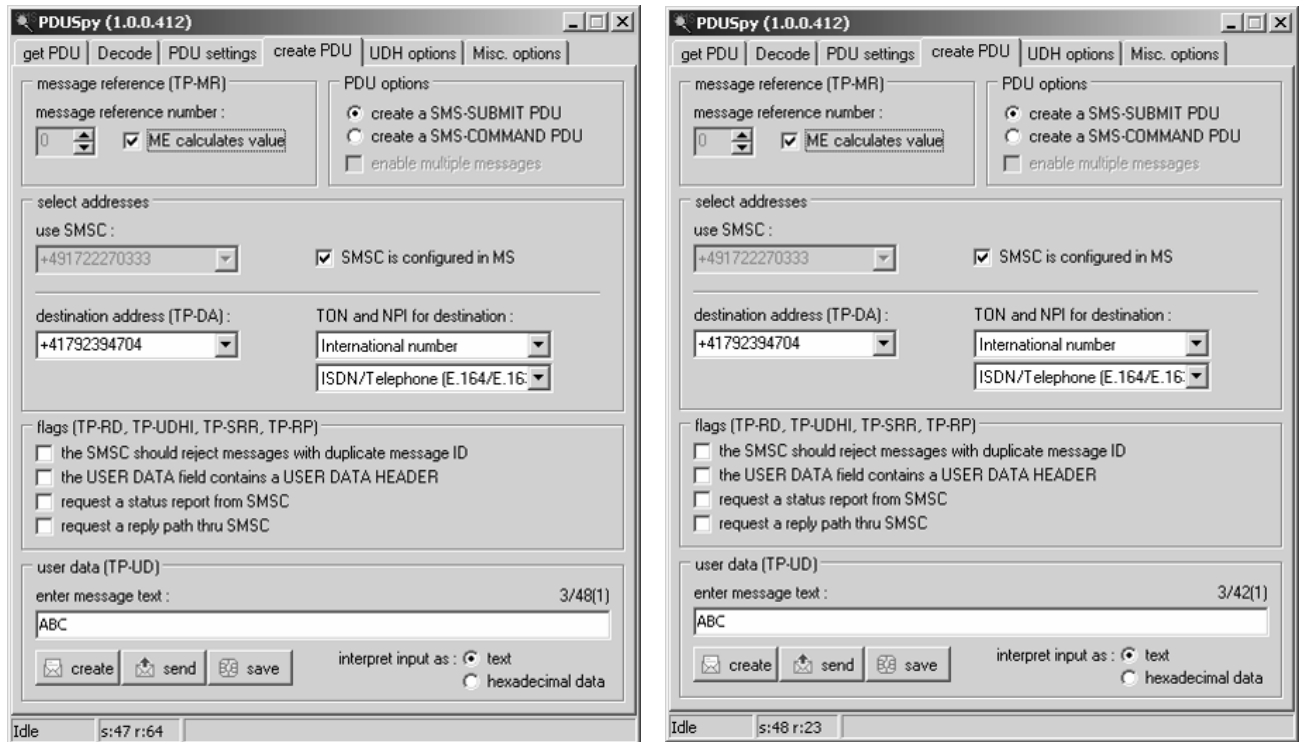 PDUSpy (1.0.0.412)
get PDU Decode PDU settings create PDU UDH options Misc. options
message reference (TP-MR)
message reference number :
0
ME calculates value
PDU options
create a SMS-SUBMIT PDU
create a SMS-COMMAND PDU
enable multiple messages
select addresses
use SMSC :
+491722270333
SMSC is configured in MS
destination address (TP-DA) :
+41792394704
TON and NPI for destination :
International number
ISDN/Telephone (E.164/E.16
flags (TP-RD, TP-UDHI, TP-SRR, TP-RP)
the SMSC should reject messages with duplicate message ID
the USER DATA field contains a USER DATA HEADER
request a status report from SMSC
request a reply path thru SMSC
user data (TP-UD)
enter message text : 3/48(1)
ABC
create send save
interpret input as : text
hexadecimal data
Idle s:47 r:64
PDUSpy (1.0.0.412)
get PDU Decode PDU settings create PDU UDH options Misc. options
message reference (TP-MR)
message reference number :
0
ME calculates value
PDU options
create a SMS-SUBMIT PDU
create a SMS-COMMAND PDU
enable multiple messages
select addresses
use SMSC :
+491722270333
SMSC is configured in MS
destination address (TP-DA) :
+41792394704
TON and NPI for destination :
International number
ISDN/Telephone (E.164/E.16
flags (TP-RD, TP-UDHI, TP-SRR, TP-RP)
the SMSC should reject messages with duplicate message ID
the USER DATA field contains a USER DATA HEADER
request a status report from SMSC
request a reply path thru SMSC
user data (TP-UD)
enter message text : 3/42(1)
ABC
create send save
interpret input as : text
hexadecimal data
Idle s:48 r:23